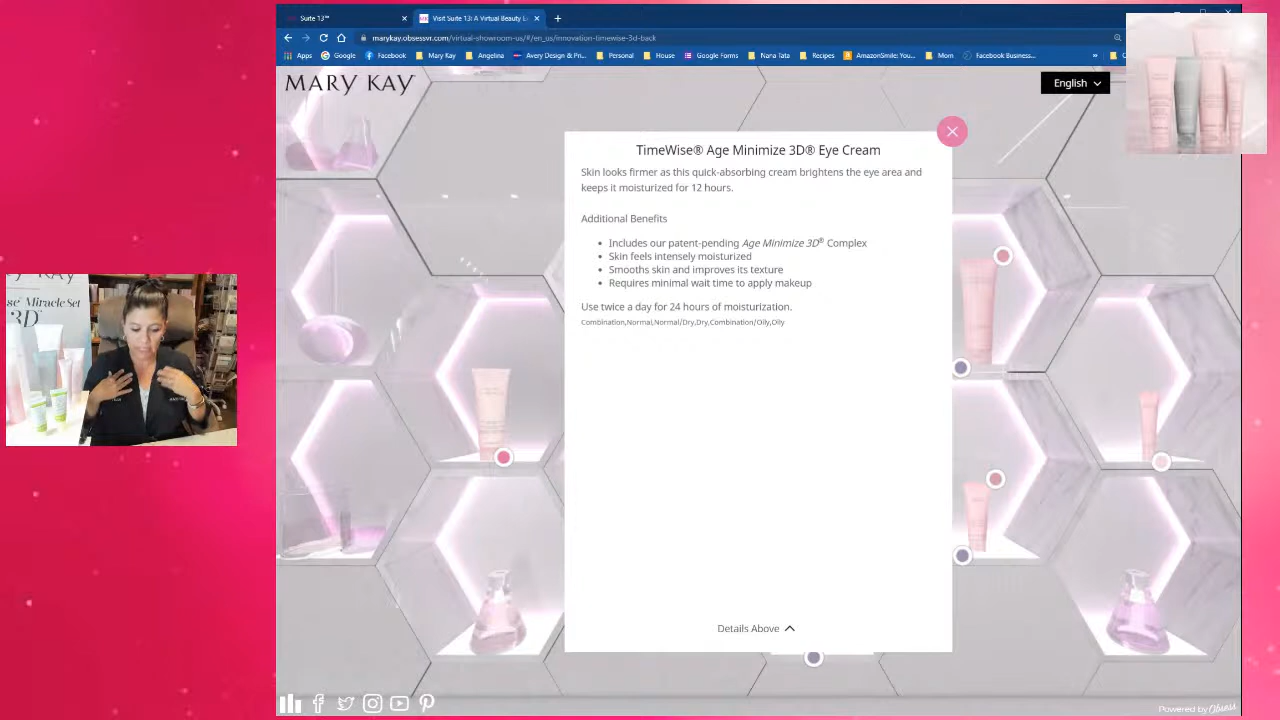 Suite 13™
Visit Suite 13: A Virtual Beauty E
marykay.obsessvr.com/virtual-showroom-us/#/en_us/innovation-timewise-3d-back
Apps
Google
Facebook
Mary Kay
Angelina
Avery Design & Pri...
Personal
House
Google Forms
Nana Tata
Recipes
AmazonSmile: You...
Mom
Facebook Business...
»
MARY KAY
English
TimeWise® Age Minimize 3D® Eye Cream
Skin looks firmer as this quick-absorbing cream brightens the eye area and
keeps it moisturized for 12 hours.
Additional Benefits
• Includes our patent-pending Age Minimize 3D® Complex
• Skin feels intensely moisturized
• Smooths skin and improves its texture
• Requires minimal wait time to apply makeup
Use twice a day for 24 hours of moisturization.
Combination,Normal,Normal/Dry,Dry,Combination/Oily,Oily
Details Above
Miracle Set
3D
Powered by Obsess